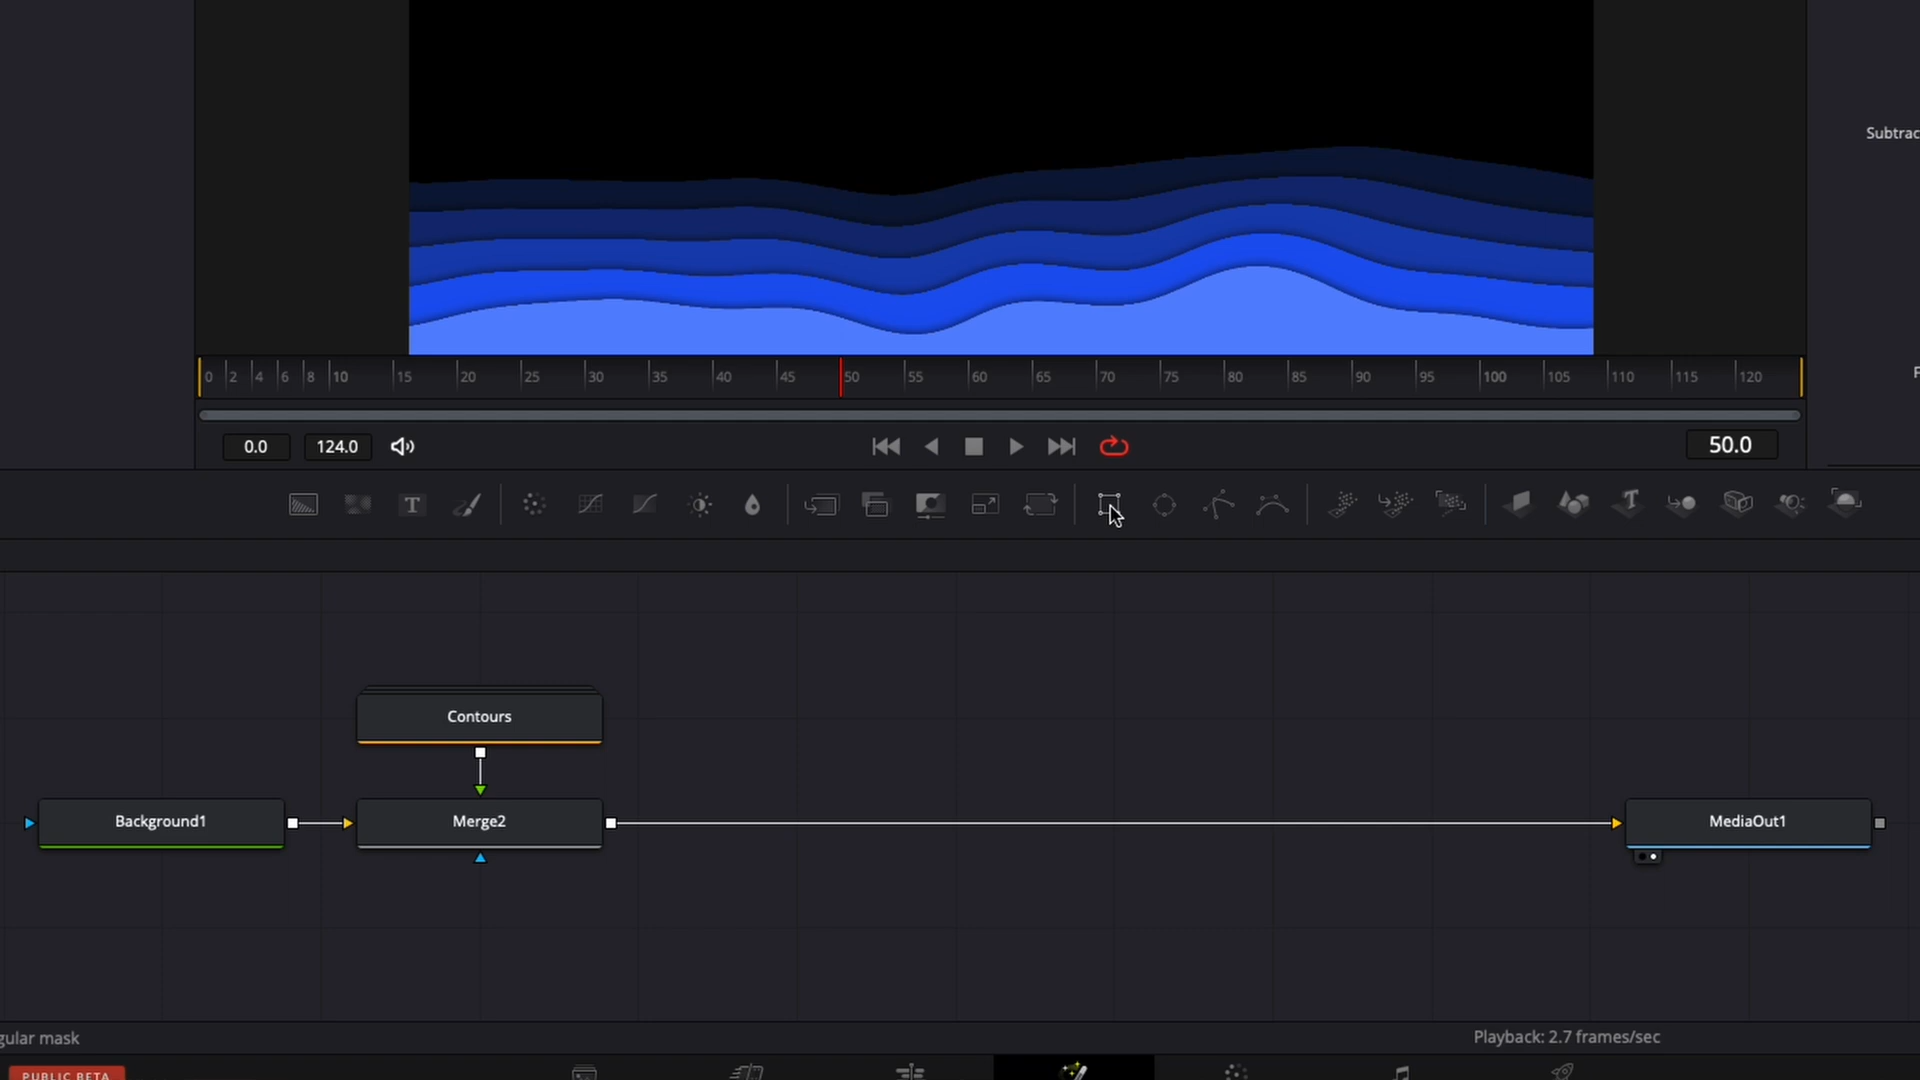 Subtrac
0 2 4 6 8 10 15 20 25 30 35 40 45 50 55 60 65 70 75 80 85 90 95 100 105 110 115 120
F
0.0 124.0 50.0
T
Contours
Background1 Merge2 MediaOut1
gular mask Playback: 2.7 frames/sec
PUBLIC BETA